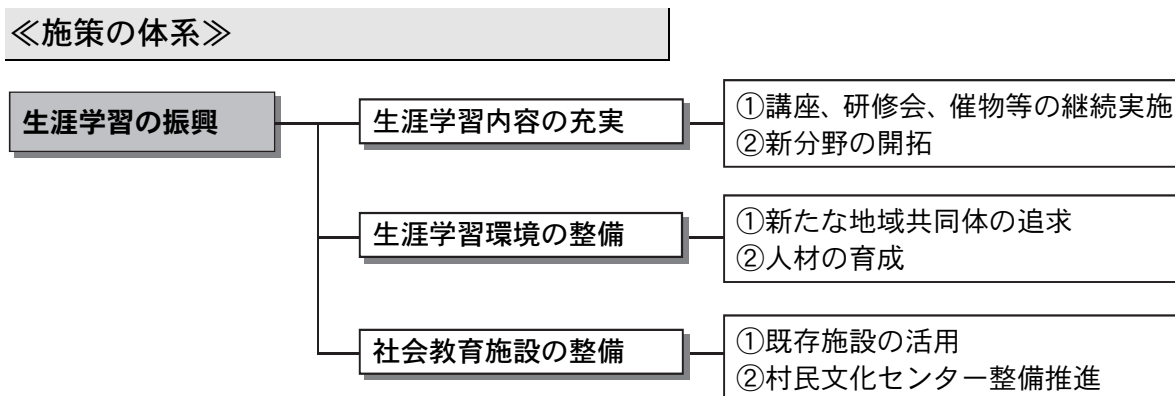 ≪施策の体系≫
生涯学習の振興
生涯学習内容の充実
①講座、研修会、催物等の継続実施
②新分野の開拓
生涯学習環境の整備
①新たな地域共同体の追求
②人材の育成
社会教育施設の整備
①既存施設の活用
②村民文化センター整備推進